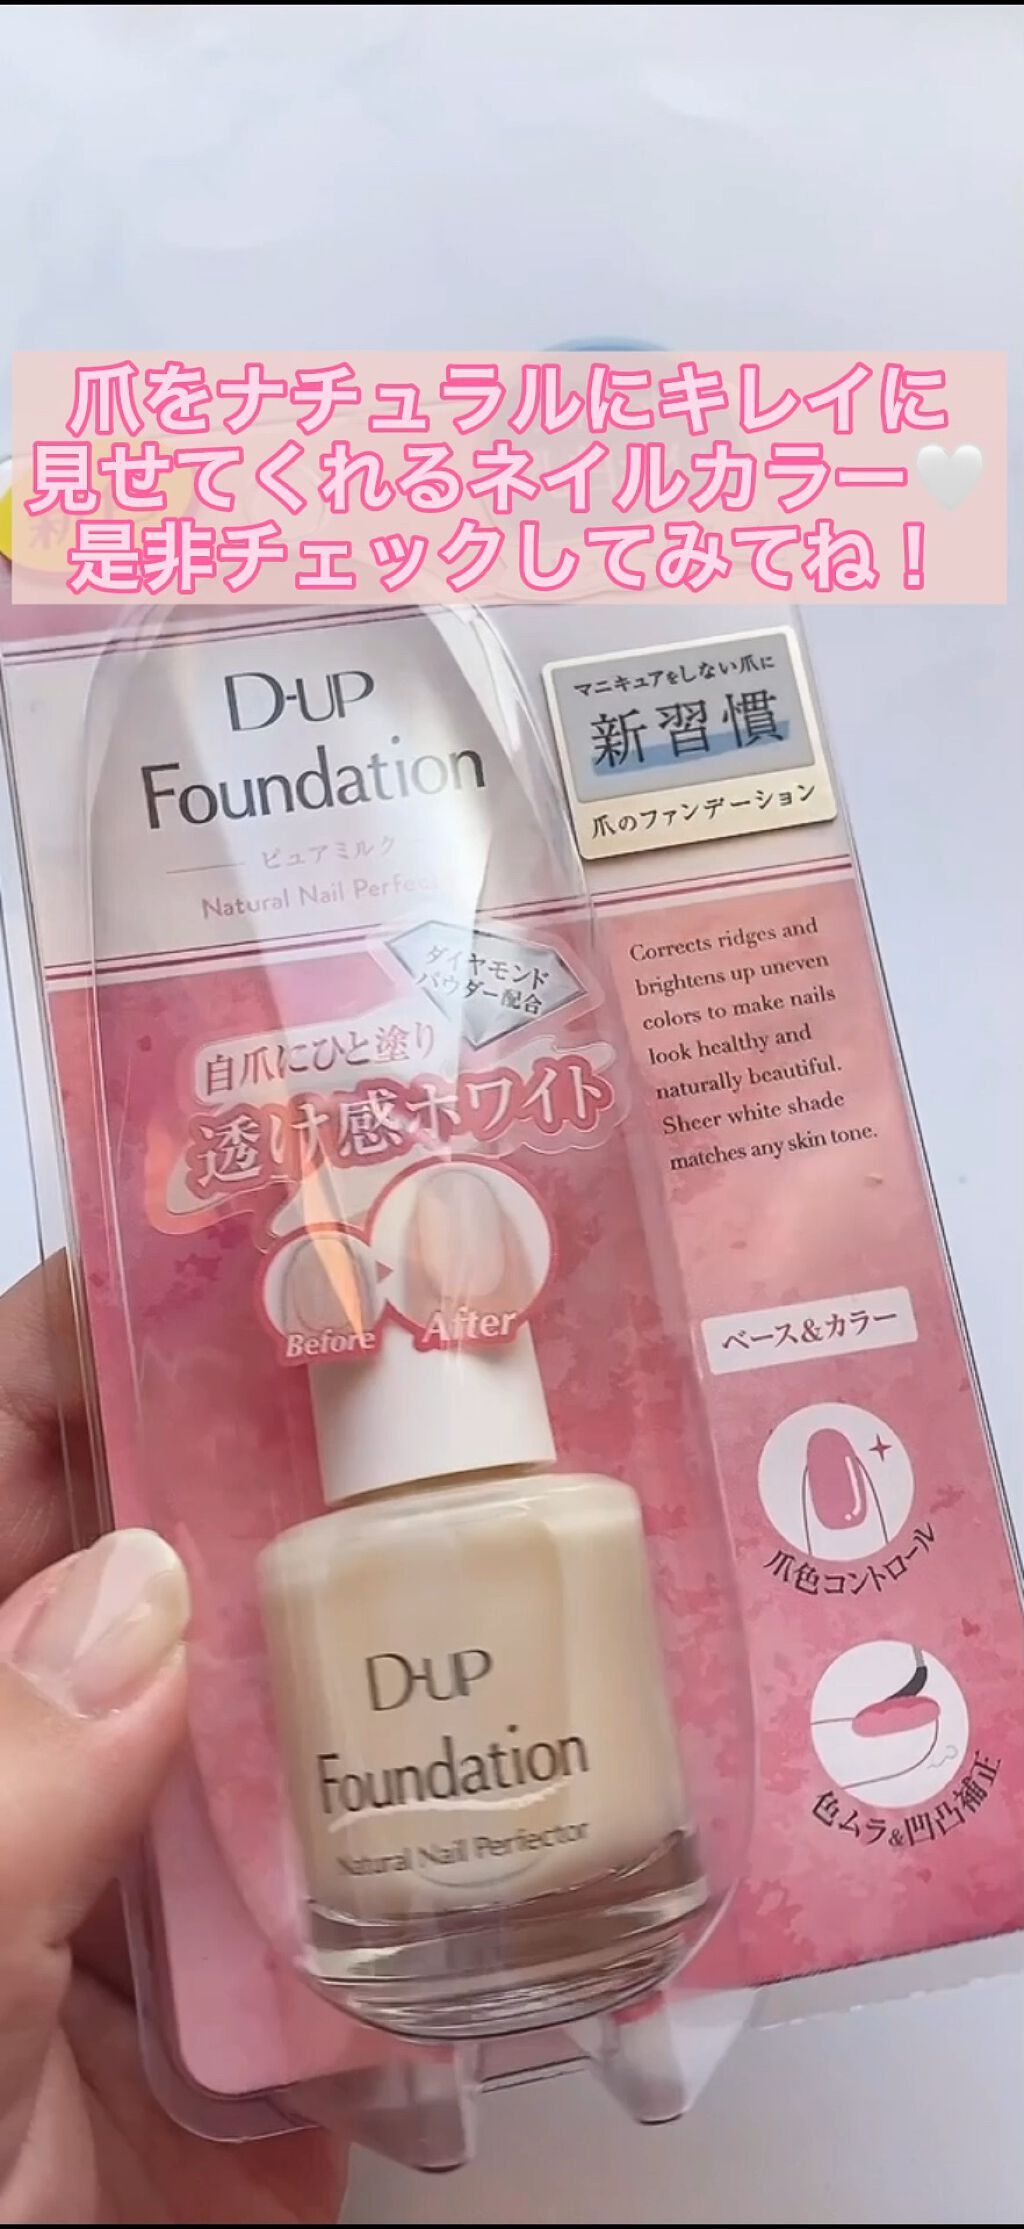 爪をナチュラルにキレイに
見せてくれるネイルカラー🤍
是非チェックしてみてね！
D-UP
Foundation
ピュアミルク
Natural Nail Perfec
マニキュアをしない爪に
新習慣
爪のファンデーション
ダイヤモンド
パウダー配合
自爪にひと塗り
透け感ホワイト
Before
After
Corrects ridges and
brightens up uneven
colors to make nails
look healthy and
naturally beautiful.
Sheer white shade
matches any skin tone.
ベース&カラー
爪色コントロール
色ムラ&凹凸補正
D-UP
Foundation
Natural Nail Perfector